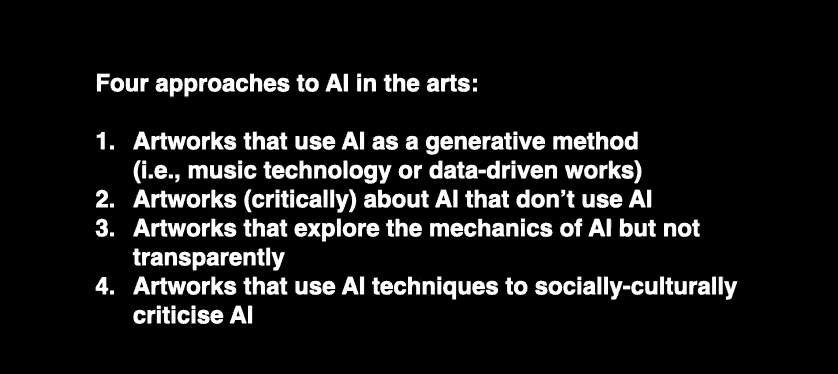 Four approaches to AI in the arts:
1. Artworks that use AI as a generative method
(i.e., music technology or data-driven works)
2. Artworks (critically) about AI that don’t use AI
3. Artworks that explore the mechanics of AI but not
transparently
4. Artworks that use AI techniques to socially-culturally
criticise AI